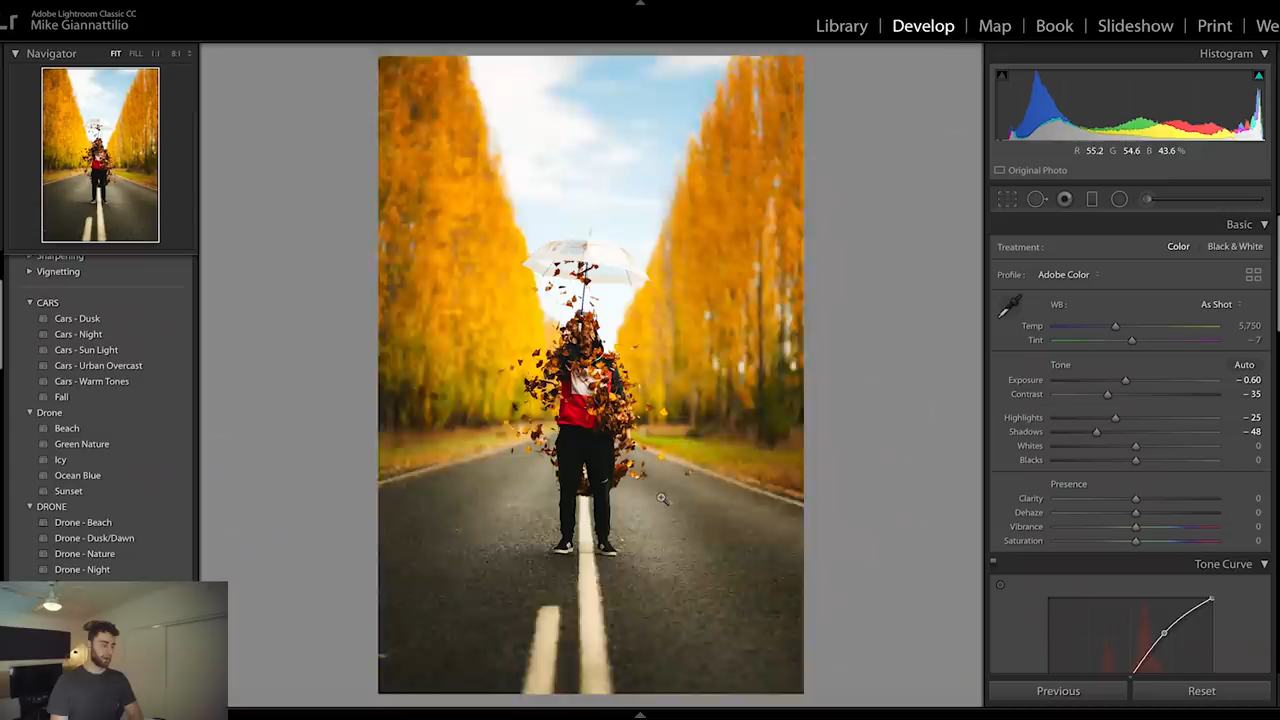 Adobe Lightroom Classic CC
Mike Giannattilio
Library | Develop | Map | Book | Slideshow | Print | We
Navigator FIT FILL 1:1 8:1
Sharpening
Vignetting
CARS
Cars - Dusk
Cars - Night
Cars - Sun Light
Cars - Urban Overcast
Cars - Warm Tones
Fall
Drone
Beach
Green Nature
Icy
Ocean Blue
Sunset
DRONE
Drone - Beach
Drone - Dusk/Dawn
Drone - Nature
Drone - Night
Histogram
R 55.2 G 54.6 B 43.6 %
Original Photo
Basic
Treatment : Color Black & White
Profile : Adobe Color
WB : As Shot
Temp 5,750
Tint - 7
Tone Auto
Exposure - 0.60
Contrast - 35
Highlights - 25
Shadows - 48
Whites 0
Blacks 0
Presence
Clarity 0
Dehaze 0
Vibrance 0
Saturation 0
Tone Curve
Previous Reset